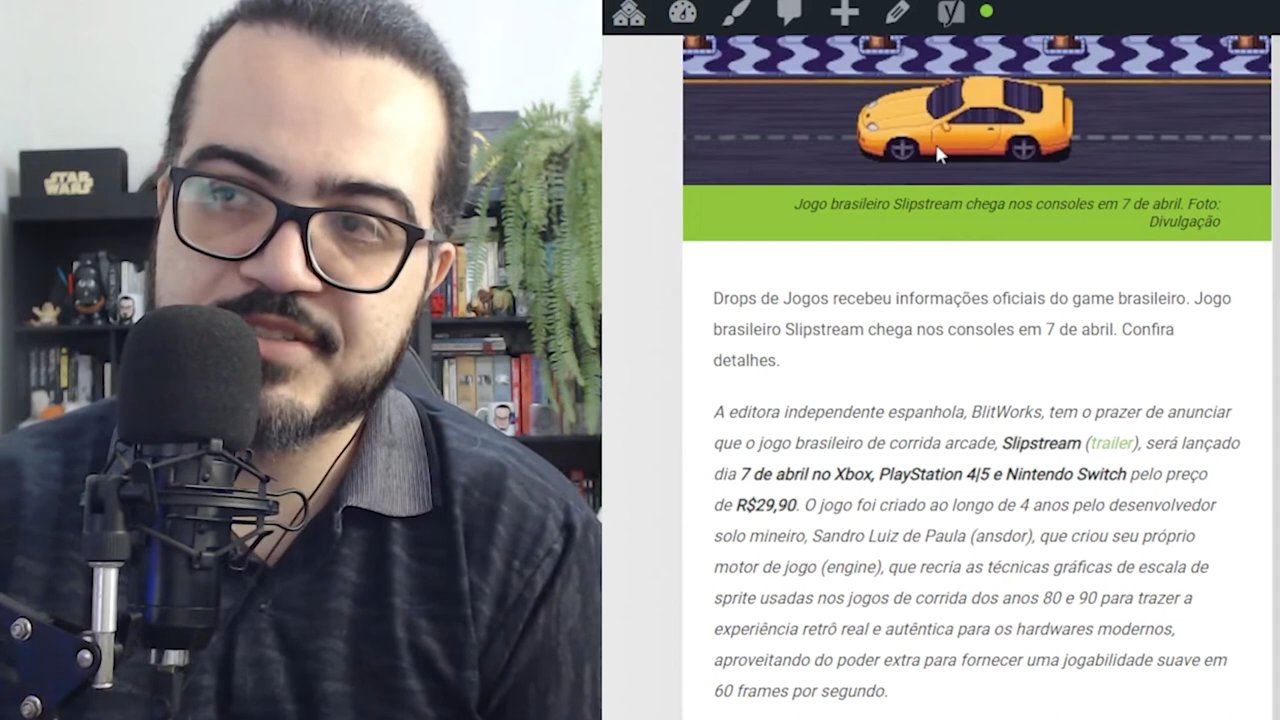 STAR
WARS
Jogo brasileiro Slipstream chega nos consoles em 7 de abril. Foto:
Divulgação
Drops de Jogos recebeu informações oficiais do game brasileiro. Jogo
brasileiro Slipstream chega nos consoles em 7 de abril. Confira
detalhes.
A editora independente espanhola, BlitWorks, tem o prazer de anunciar
que o jogo brasileiro de corrida arcade, Slipstream (trailer), será lançado
dia 7 de abril no Xbox, PlayStation 4|5 e Nintendo Switch pelo preço
de R$29,90. O jogo foi criado ao longo de 4 anos pelo desenvolvedor
solo mineiro, Sandro Luiz de Paula (ansdor), que criou seu próprio
motor de jogo (engine), que recria as técnicas gráficas de escala de
sprite usadas nos jogos de corrida dos anos 80 e 90 para trazer a
experiência retrô real e autêntica para os hardwares modernos,
aproveitando do poder extra para fornecer uma jogabilidade suave em
60 frames por segundo.